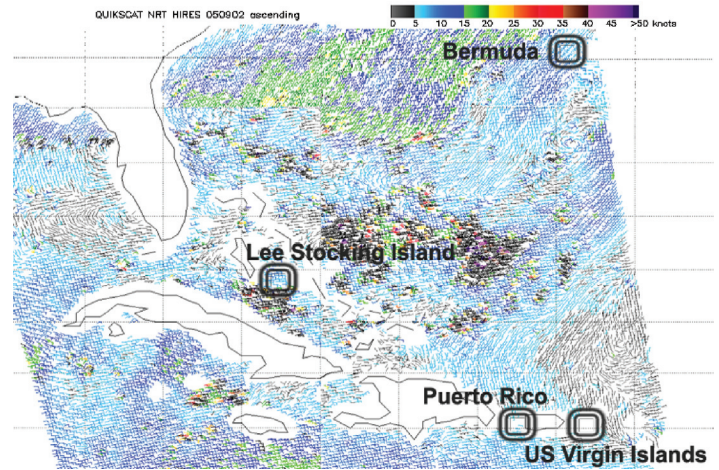 QUIKSCAT NRT HIRES 050902 ascending
0 5 10 15 20 25 30 35 40 45 >50 knots
Bermuda
Lee Stocking Island
Puerto Rico
US Virgin Islands